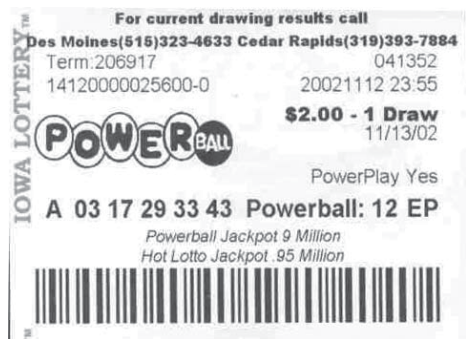 For current drawing results call
Des Moines(515)323-4633 Cedar Rapids(319)393-7884
Term:206917 041352
14120000025600-0 20021112 23:55
$2.00 - 1 Draw
11/13/02
POWERBALL
PowerPlay Yes
A 03 17 29 33 43 Powerball: 12 EP
Powerball Jackpot 9 Million
Hot Lotto Jackpot .95 Million
IOWA LOTTERY™
™